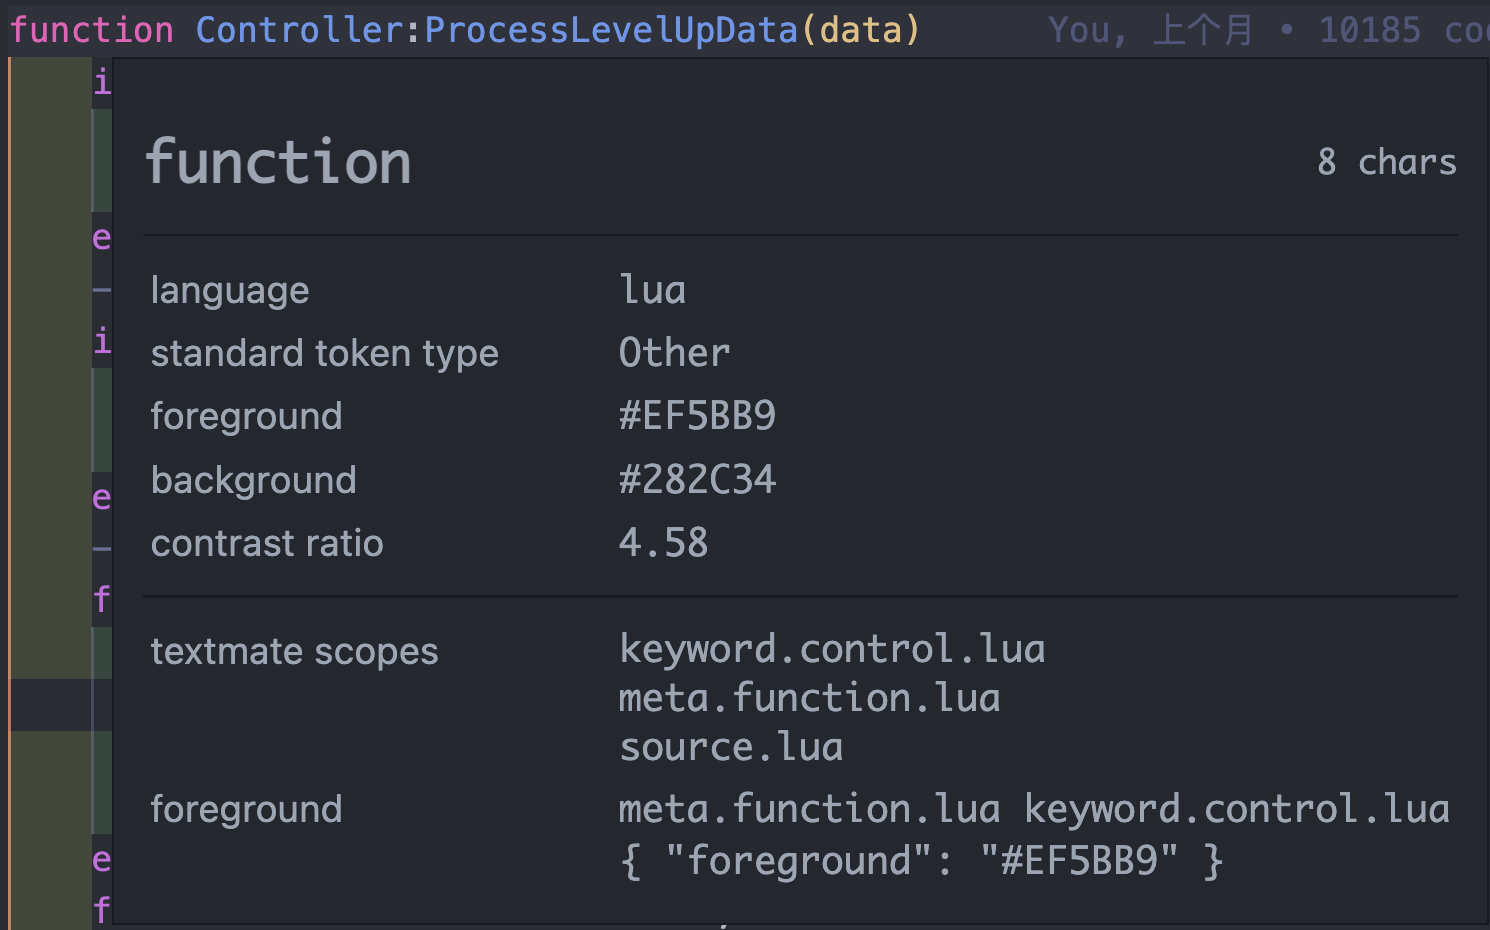 function Controller:ProcessLevelUpData(data) You, 上个月 • 10185
i
function 8 chars
e
language lua
i
standard token type Other
foreground #EF5BB9
background #282C34
e
contrast ratio 4.58
f
textmate scopes keyword.control.lua
meta.function.lua
source.lua
foreground meta.function.lua keyword.control.lua
{ "foreground": "#EF5BB9" }
e
f